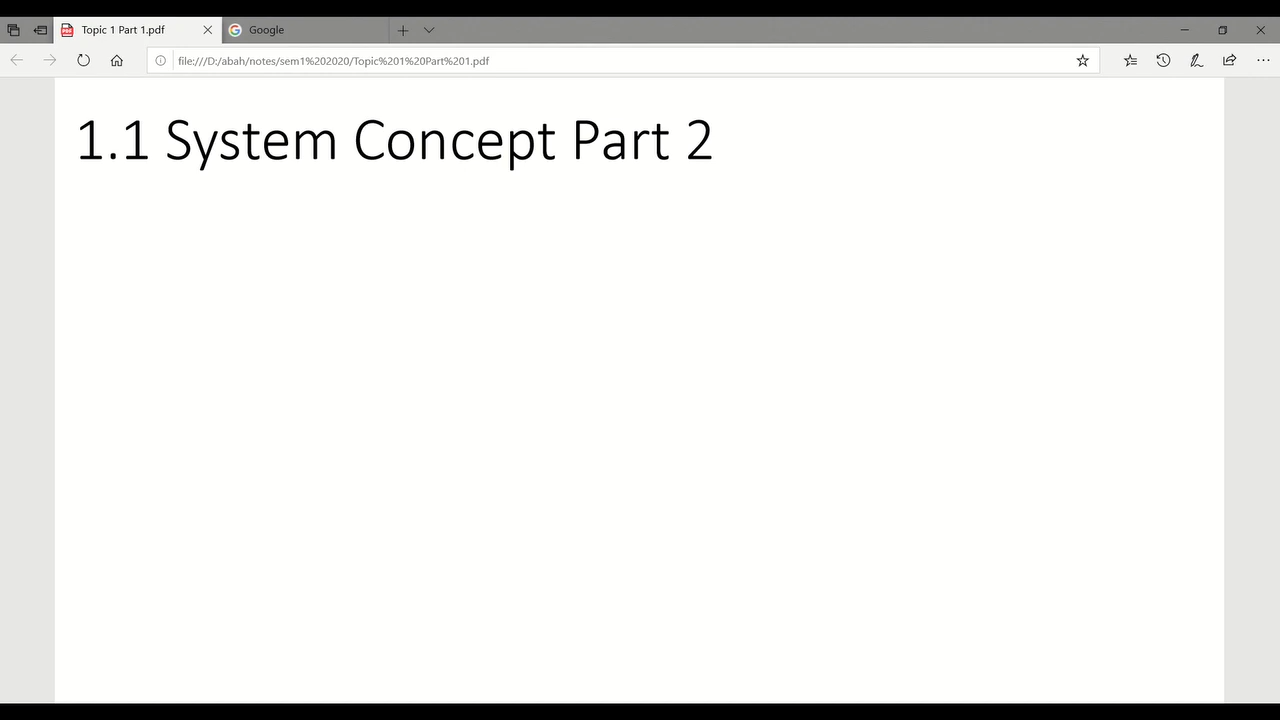 Topic 1 Part 1.pdf
Google
file:///D:/abah/notes/sem1%202020/Topic%201%20Part%201.pdf
1.1 System Concept Part 2